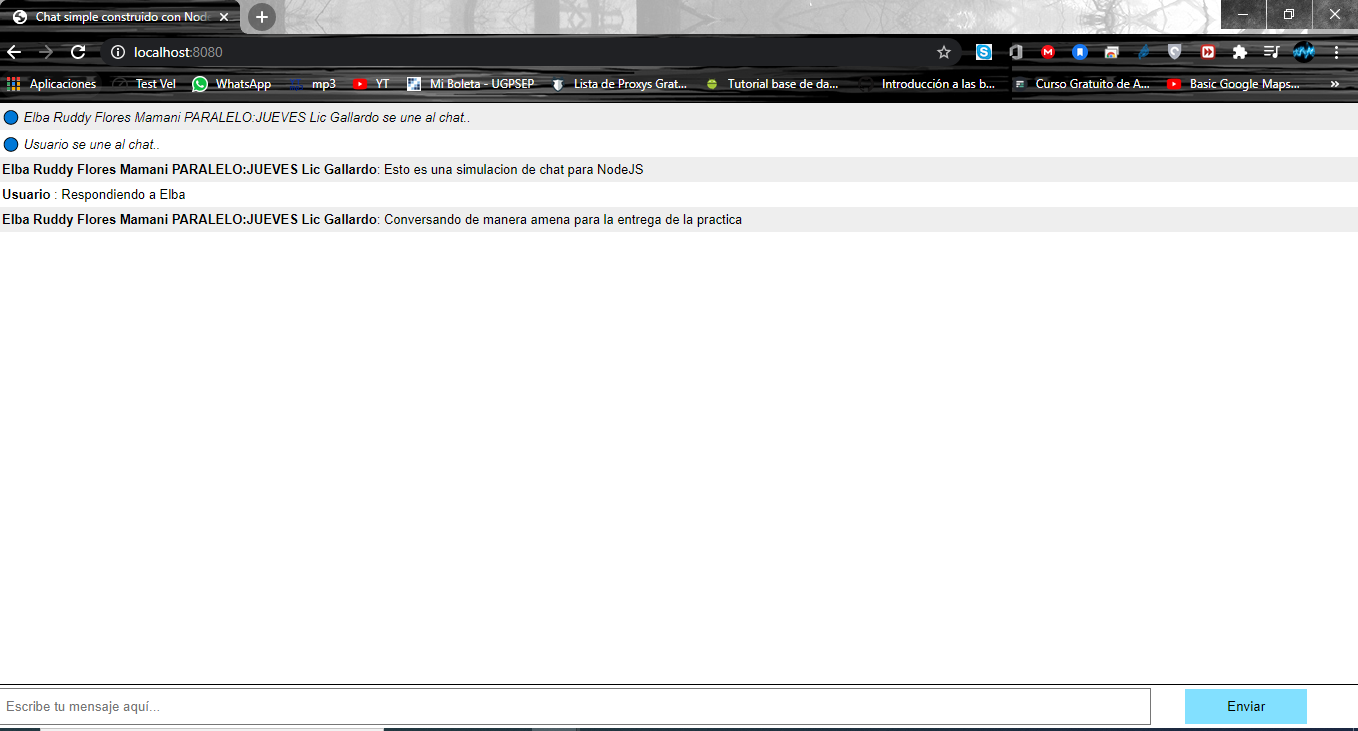 Chat simple construido con Nod
localhost:8080
Aplicaciones Test Vel WhatsApp mp3 YT Mi Boleta - UGPSEP Lista de Proxys Grat... Tutorial base de da... Introducción a las b... Curso Gratuito de A... Basic Google Maps... »
Elba Ruddy Flores Mamani PARALELO:JUEVES Lic Gallardo se une al chat..
Usuario se une al chat..
Elba Ruddy Flores Mamani PARALELO:JUEVES Lic Gallardo: Esto es una simulacion de chat para NodeJS
Usuario : Respondiendo a Elba
Elba Ruddy Flores Mamani PARALELO:JUEVES Lic Gallardo: Conversando de manera amena para la entrega de la practica
Escribe tu mensaje aquí... Enviar